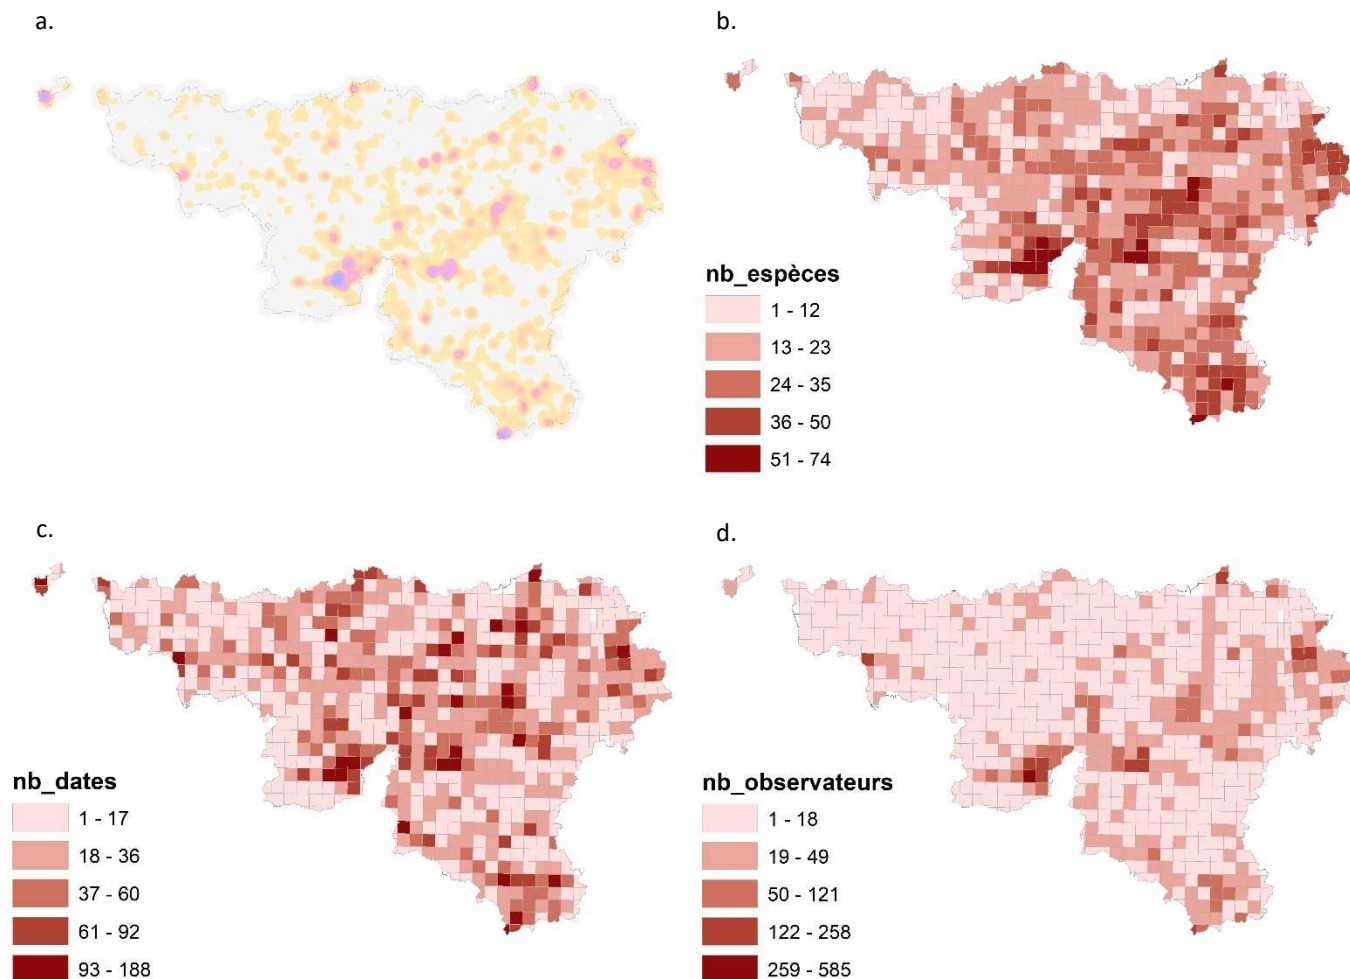 a.
b.
nb_espèces
1 - 12
13 - 23
24 - 35
36 - 50
51 - 74
c.
d.
nb_dates
1 - 17
18 - 36
37 - 60
61 - 92
93 - 188
nb_observateurs
1 - 18
19 - 49
50 - 121
122 - 258
259 - 585